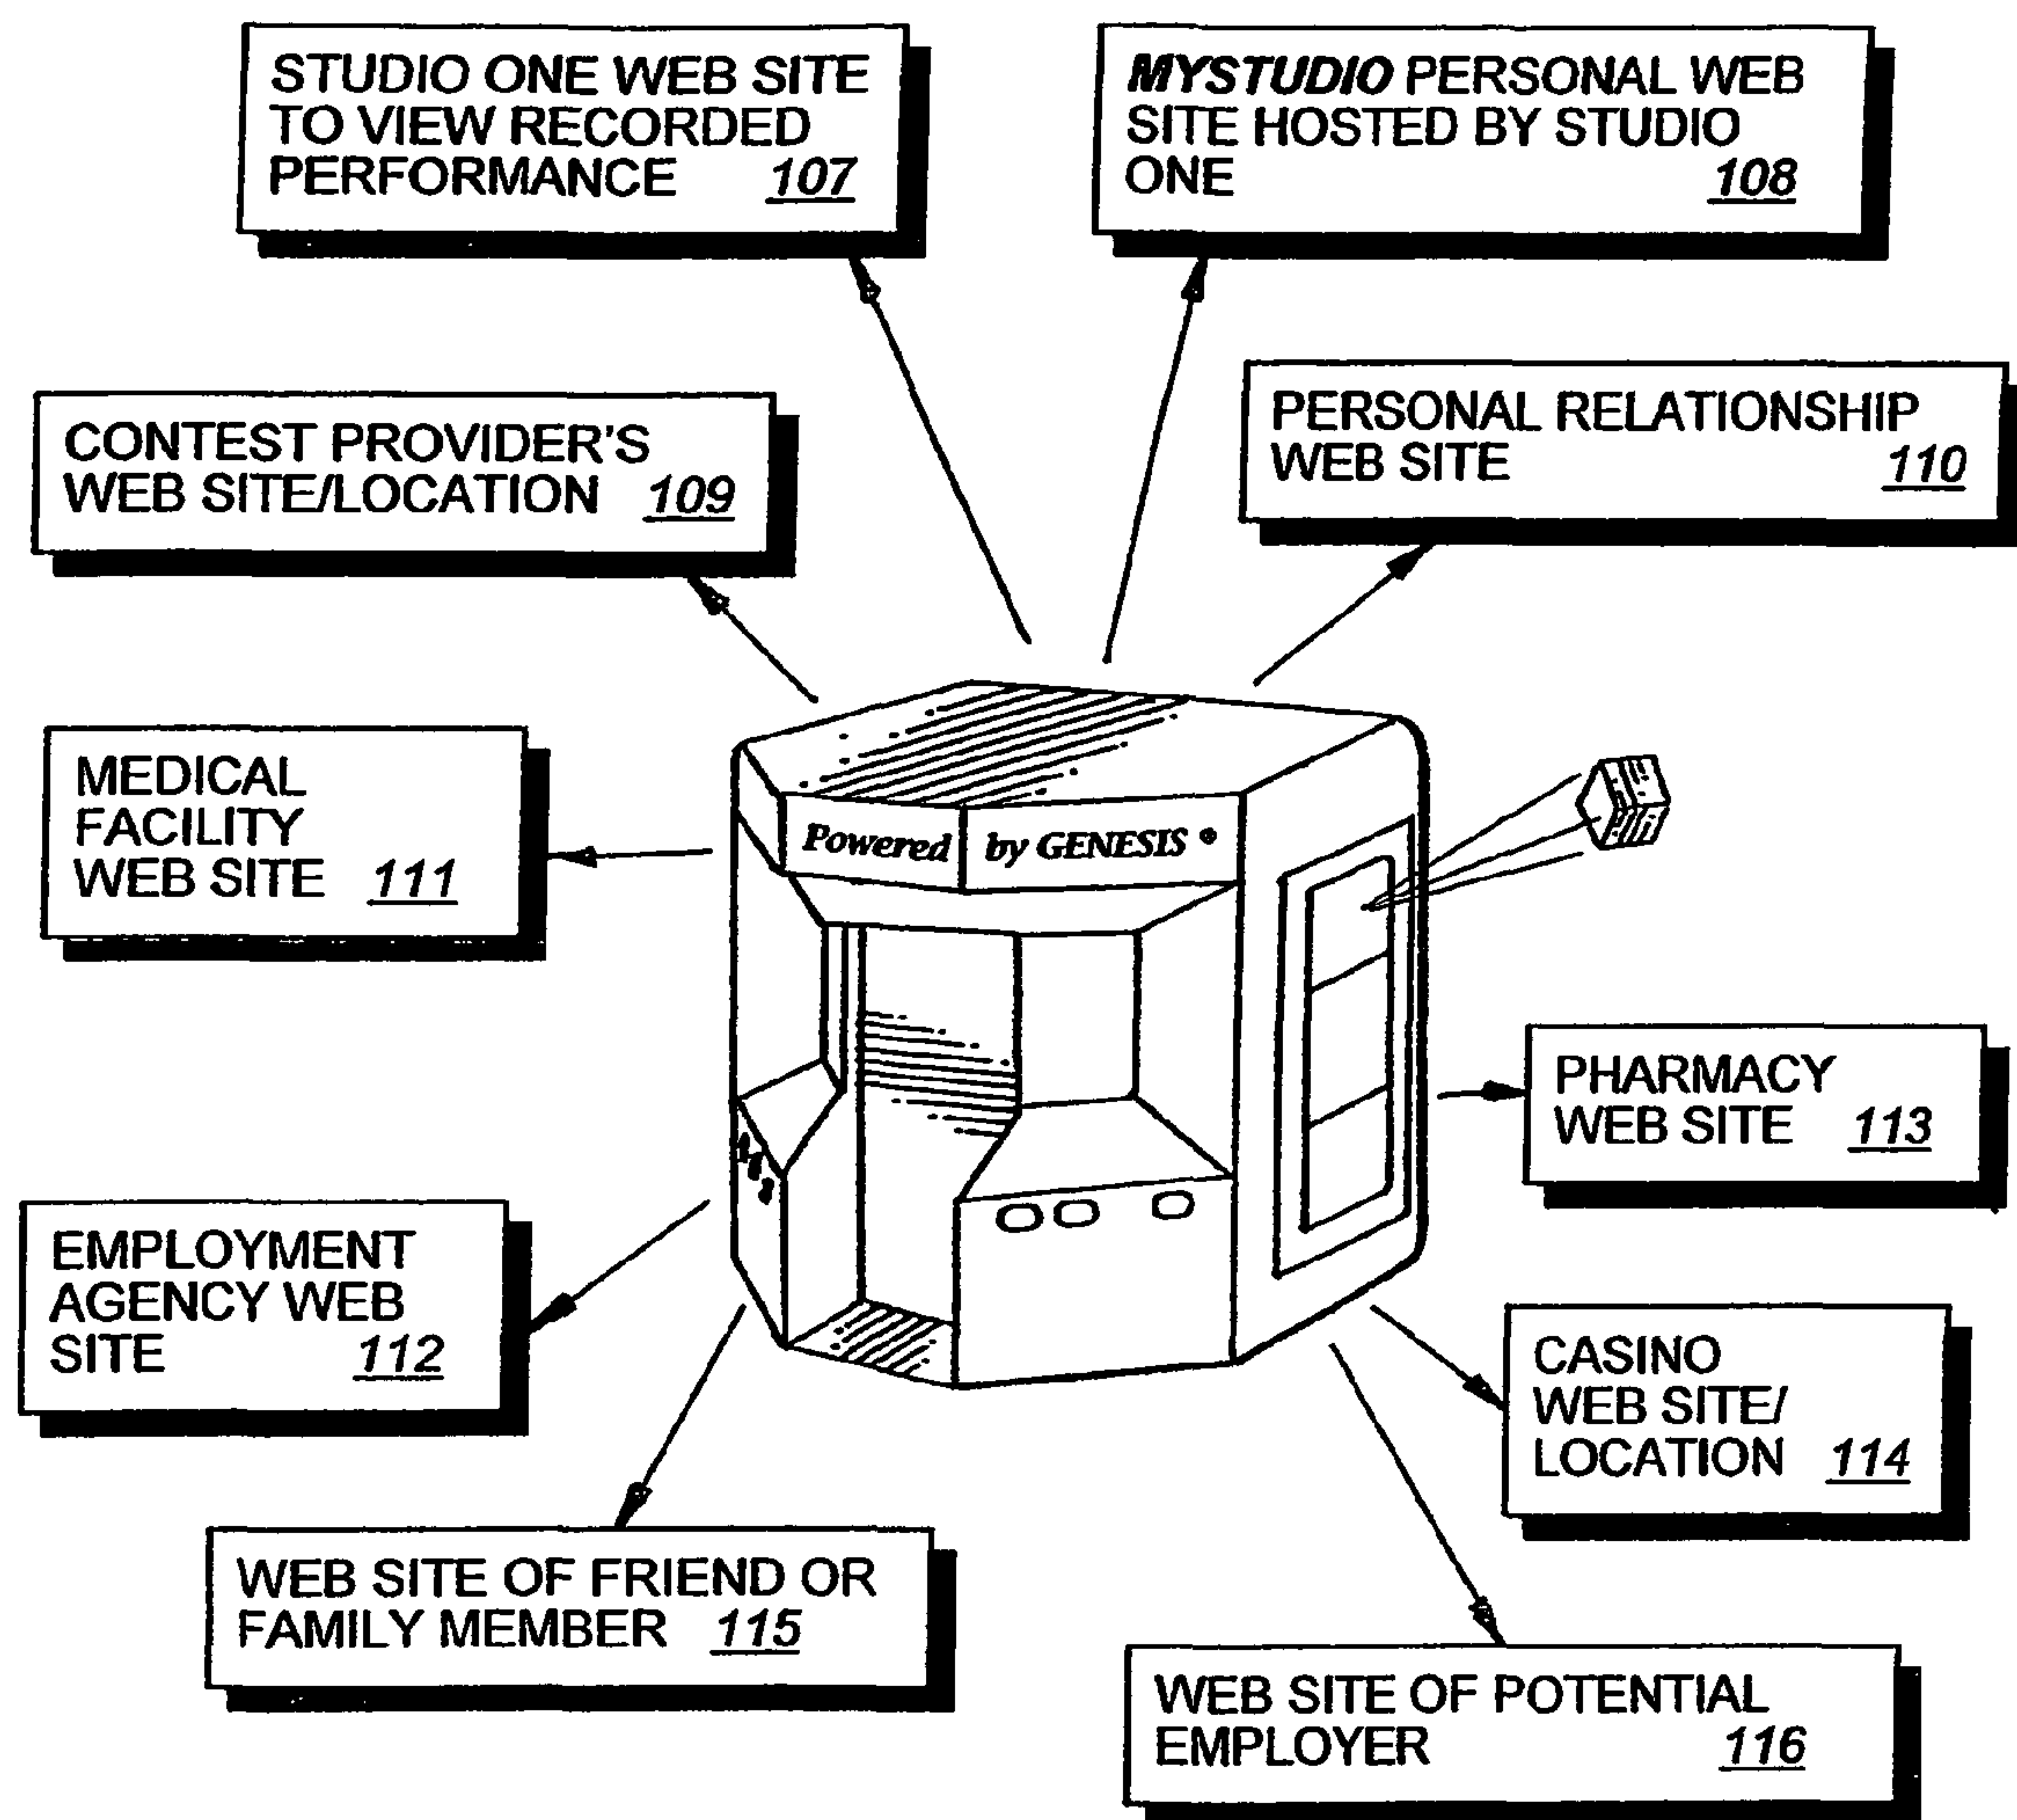 STUDIO ONE WEB SITE
TO VIEW RECORDED
PERFORMANCE 107
MYSTUDIO PERSONAL WEB
SITE HOSTED BY STUDIO
ONE 108
CONTEST PROVIDER'S
WEB SITE/LOCATION 109
PERSONAL RELATIONSHIP
WEB SITE 110
MEDICAL
FACILITY
WEB SITE 111
Powered by GENESIS ®
PHARMACY
WEB SITE 113
EMPLOYMENT
AGENCY WEB
SITE 112
CASINO
WEB SITE/
LOCATION 114
WEB SITE OF FRIEND OR
FAMILY MEMBER 115
WEB SITE OF POTENTIAL
EMPLOYER 116